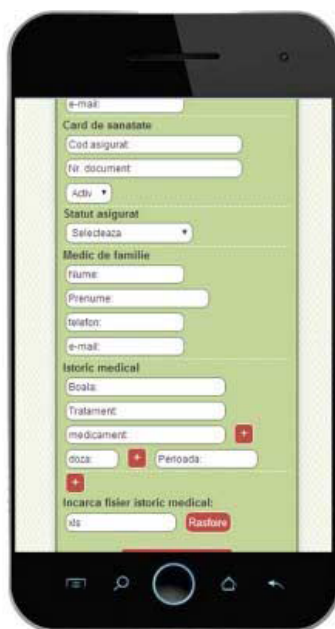 e-mail:
Card de sanatate
Cod asigurat:
Nr. document:
Activ
Statut asigurat
Selecteaza
Medic de familie
Nume:
Prenume:
telefon:
e-mail:
Istoric medical
Boala:
Tratament:
medicament: +
doza: + Perioada:
+
Incarca fisier istoric medical:
xls Rasfoire